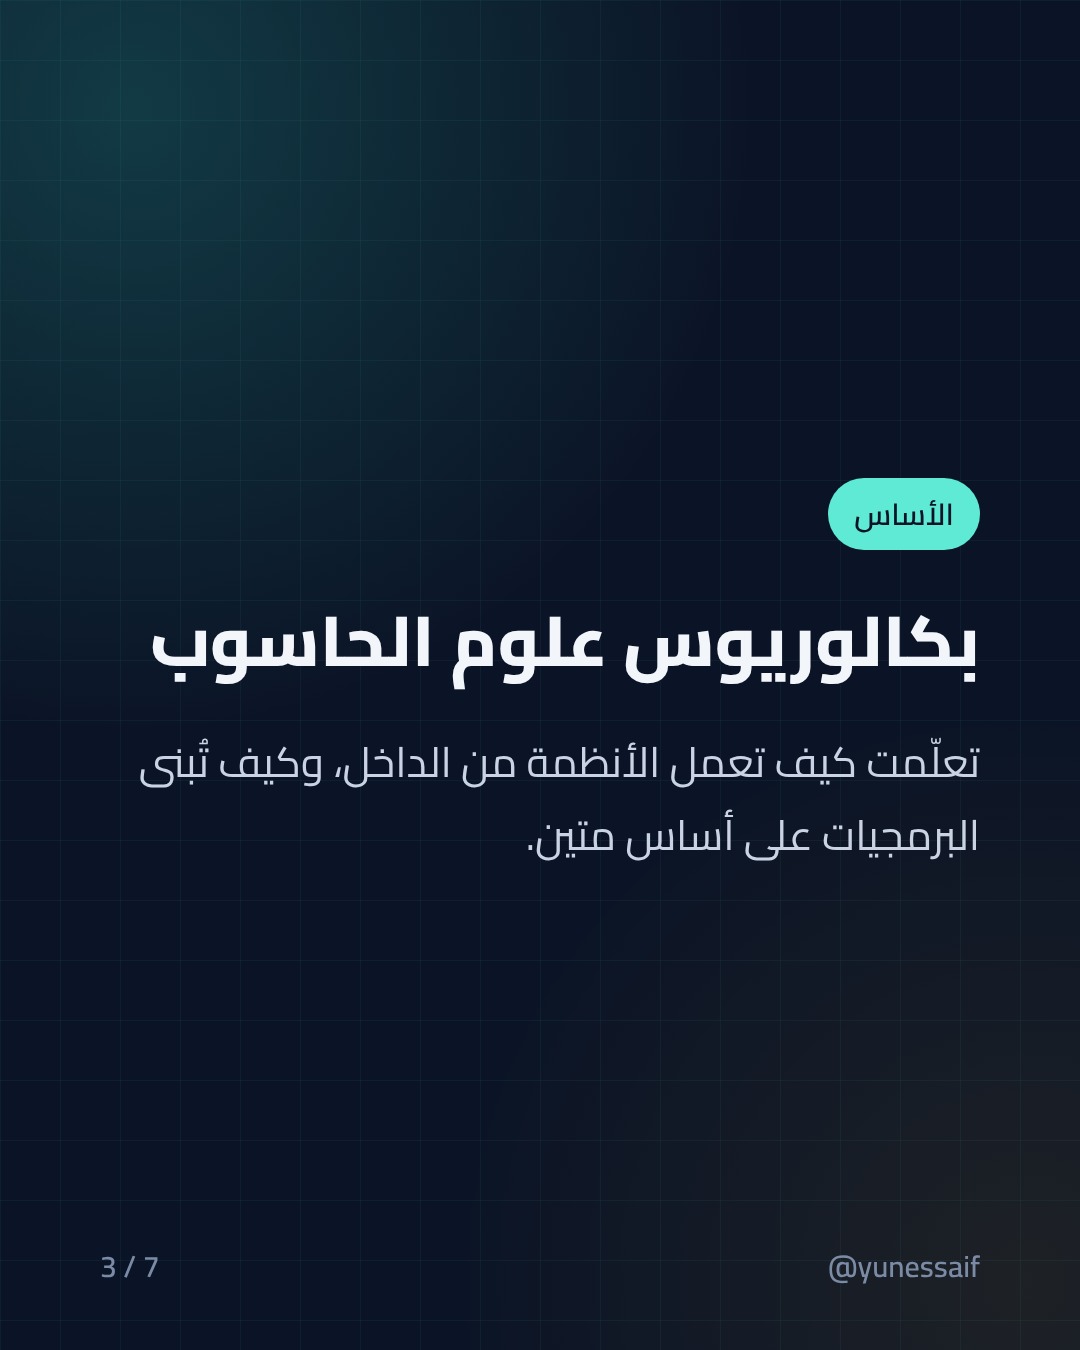 الأساس
بكالوريوس علوم الحاسوب
تعلّمت كيف تعمل الأنظمة من الداخل، وكيف تُبنى
البرمجيات على أساس متين.
@yunessaif
3 / 7